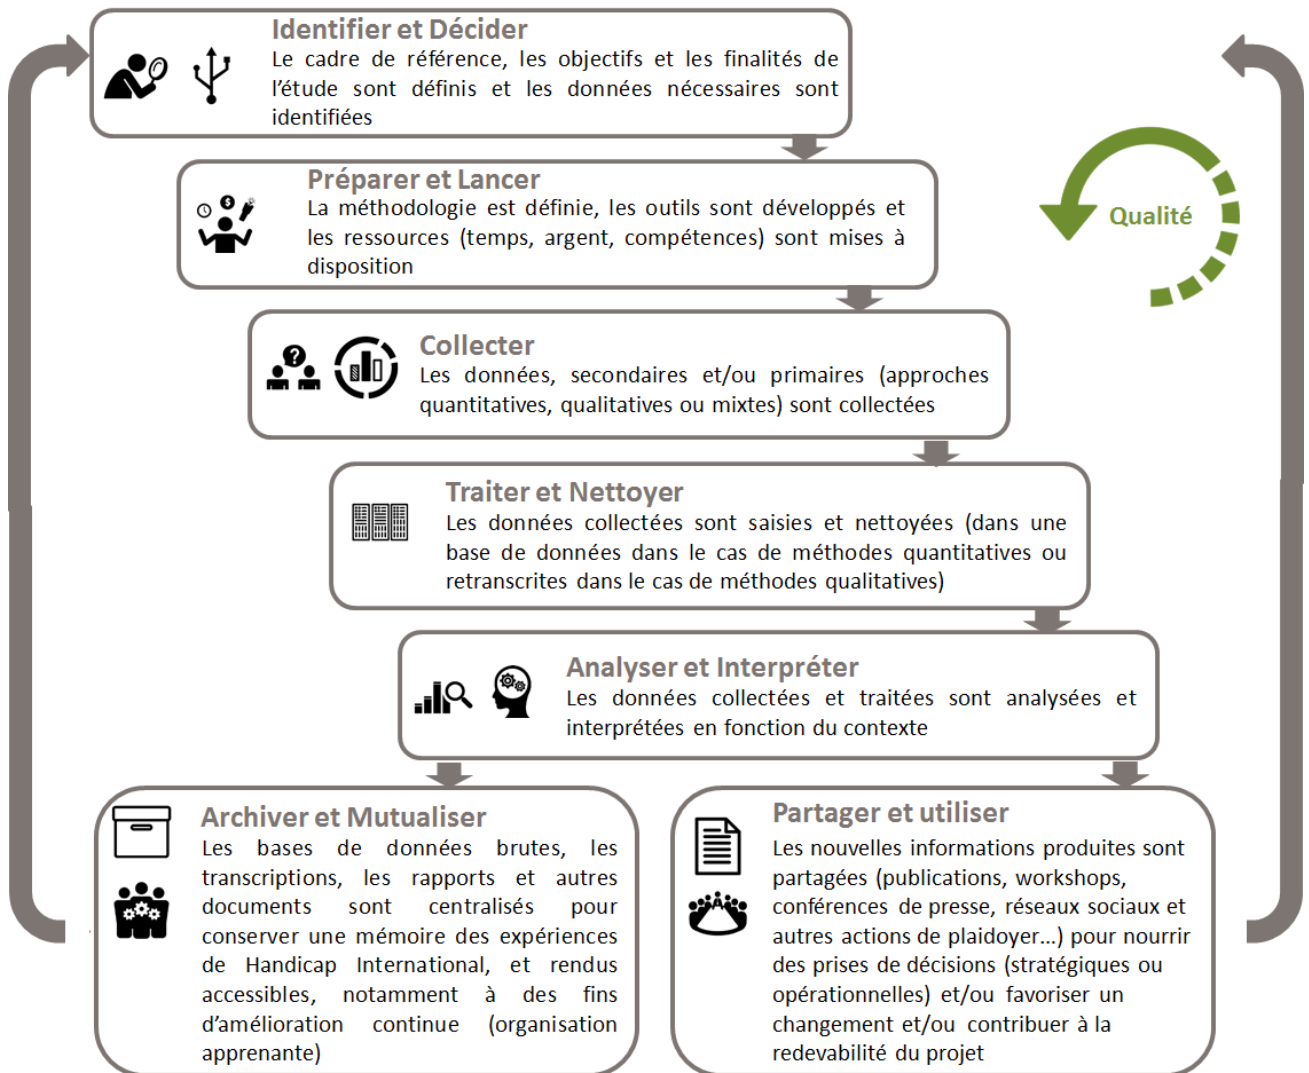 Identifier et Décider
Le cadre de référence, les objectifs et les finalités de
l’étude sont définis et les données nécessaires sont
identifiées
Préparer et Lancer
La méthodologie est définie, les outils sont développés et
les ressources (temps, argent, compétences) sont mises à
disposition
Qualité
Collecter
Les données, secondaires et/ou primaires (approches
quantitatives, qualitatives ou mixtes) sont collectées
Traiter et Nettoyer
Les données collectées sont saisies et nettoyées (dans une
base de données dans le cas de méthodes quantitatives ou
retranscrites dans le cas de méthodes qualitatives)
Analyser et Interpréter
Les données collectées et traitées sont analysées et
interprétées en fonction du contexte
Archiver et Mutualiser
Les bases de données brutes, les
transcriptions, les rapports et autres
documents sont centralisés pour
conserver une mémoire des expériences
de Handicap International, et rendus
accessibles, notamment à des fins
d’amélioration continue (organisation
apprenante)
Partager et utiliser
Les nouvelles informations produites sont
partagées (publications, workshops,
conférences de presse, réseaux sociaux et
autres actions de plaidoyer...) pour nourrir
des prises de décisions (stratégiques ou
opérationnelles) et/ou favoriser un
changement et/ou contribuer à la
redevabilité du projet